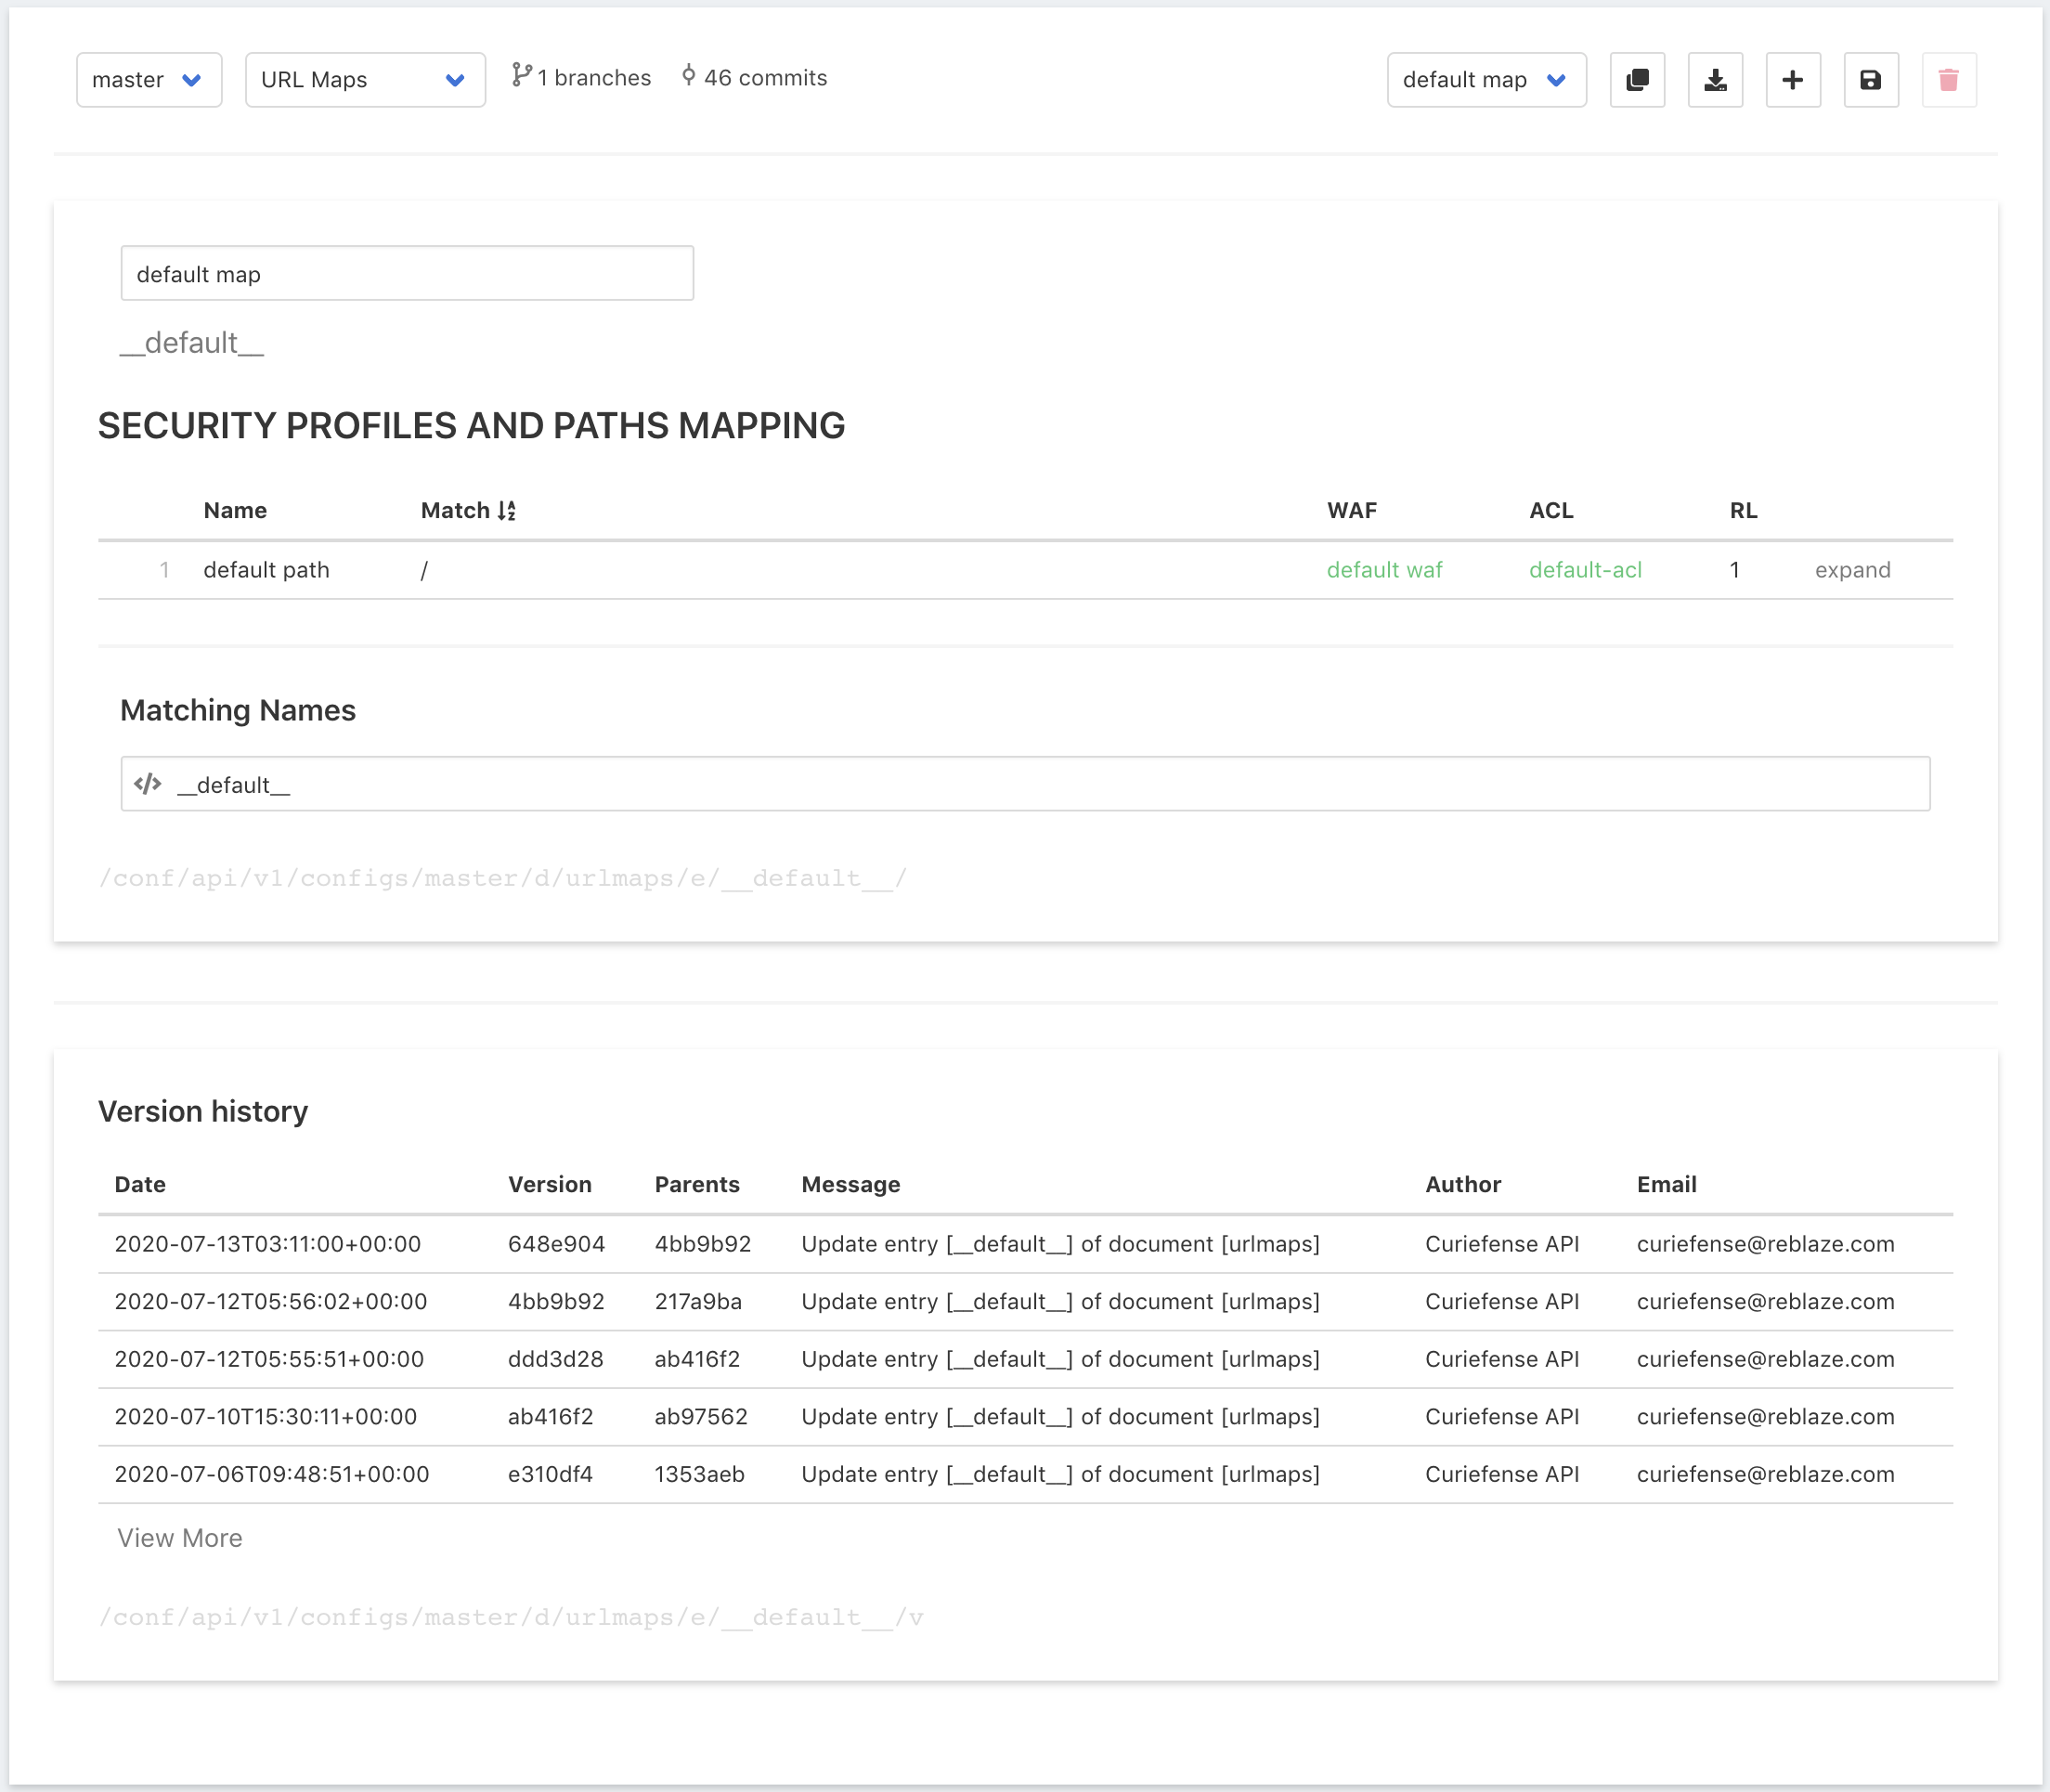 master URL Maps 1 branches 46 commits default map
default map
__default__
SECURITY PROFILES AND PATHS MAPPING
Name Match WAF ACL RL
1 default path / default waf default-acl 1 expand
Matching Names
__default__
/conf/api/v1/configs/master/d/urlmaps/e/__default__/
Version history
Date Version Parents Message Author Email
2020-07-13T03:11:00+00:00 648e904 4bb9b92 Update entry [__default__] of document [urlmaps] Curiefense API curiefense@reblaze.com
2020-07-12T05:56:02+00:00 4bb9b92 217a9ba Update entry [__default__] of document [urlmaps] Curiefense API curiefense@reblaze.com
2020-07-12T05:55:51+00:00 ddd3d28 ab416f2 Update entry [__default__] of document [urlmaps] Curiefense API curiefense@reblaze.com
2020-07-10T15:30:11+00:00 ab416f2 ab97562 Update entry [__default__] of document [urlmaps] Curiefense API curiefense@reblaze.com
2020-07-06T09:48:51+00:00 e310df4 1353aeb Update entry [__default__] of document [urlmaps] Curiefense API curiefense@reblaze.com
View More
/conf/api/v1/configs/master/d/urlmaps/e/__default__/v